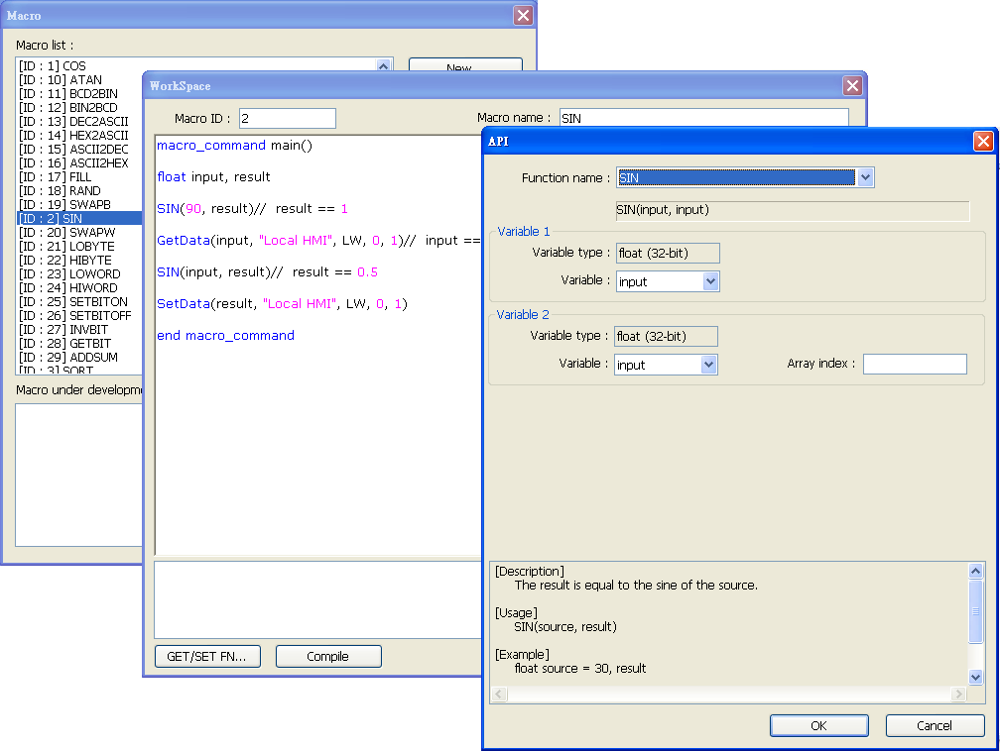 Macro
Macro list :
[ID : 1] COS
[ID : 10] ATAN
[ID : 11] BCD2BIN
[ID : 12] BIN2BCD
[ID : 13] DEC2ASCII
[ID : 14] HEX2ASCII
[ID : 15] ASCII2DEC
[ID : 16] ASCII2HEX
[ID : 17] FILL
[ID : 18] RAND
[ID : 19] SWAPB
[ID : 2] SIN
[ID : 20] SWAPW
[ID : 21] LOBYTE
[ID : 22] HIBYTE
[ID : 23] LOWORD
[ID : 24] HIWORD
[ID : 25] SETBITON
[ID : 26] SETBITOFF
[ID : 27] INVBIT
[ID : 28] GETBIT
[ID : 29] ADDSUM
[ID : 3] SORT
New
Macro under developme
WorkSpace
Macro ID : 2
Macro name : SIN
macro_command main()
float input, result
SIN(90, result)// result == 1
GetData(input, "Local HMI", LW, 0, 1)// input ==
SIN(input, result)// result == 0.5
SetData(result, "Local HMI", LW, 0, 1)
end macro_command
GET/SET FN...
Compile
API
Function name : SIN
SIN(input, input)
Variable 1
Variable type : float (32-bit)
Variable : input
Variable 2
Variable type : float (32-bit)
Variable : input
Array index :
[Description]
The result is equal to the sine of the source.
[Usage]
SIN(source, result)
[Example]
float source = 30, result
OK
Cancel